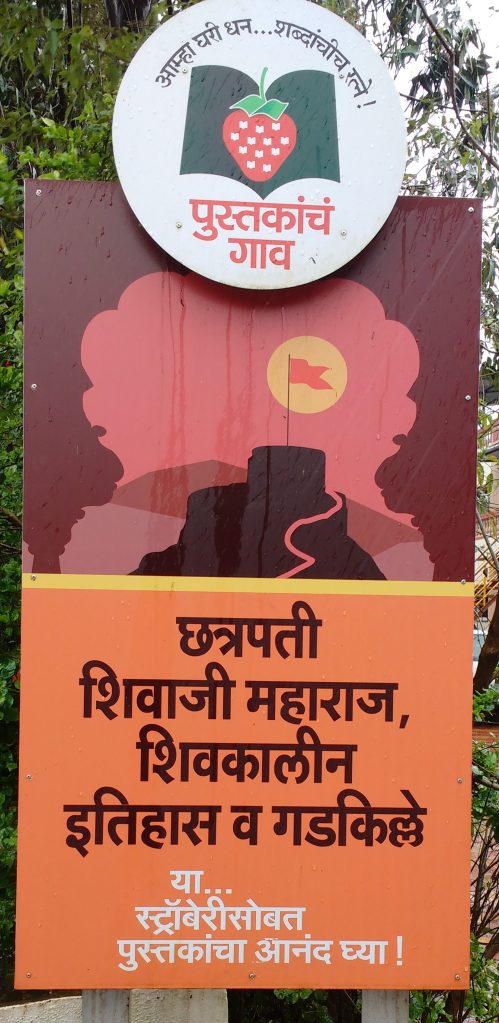 आम्हा घरी धन...शब्दांचीच रत्ने!
पुस्तकांचं
गाव
छत्रपती
शिवाजी महाराज,
शिवकालीन
इतिहास व गडकिल्ले
या...
स्ट्रॉबेरीसोबत
पुस्तकांचा आनंद घ्या!